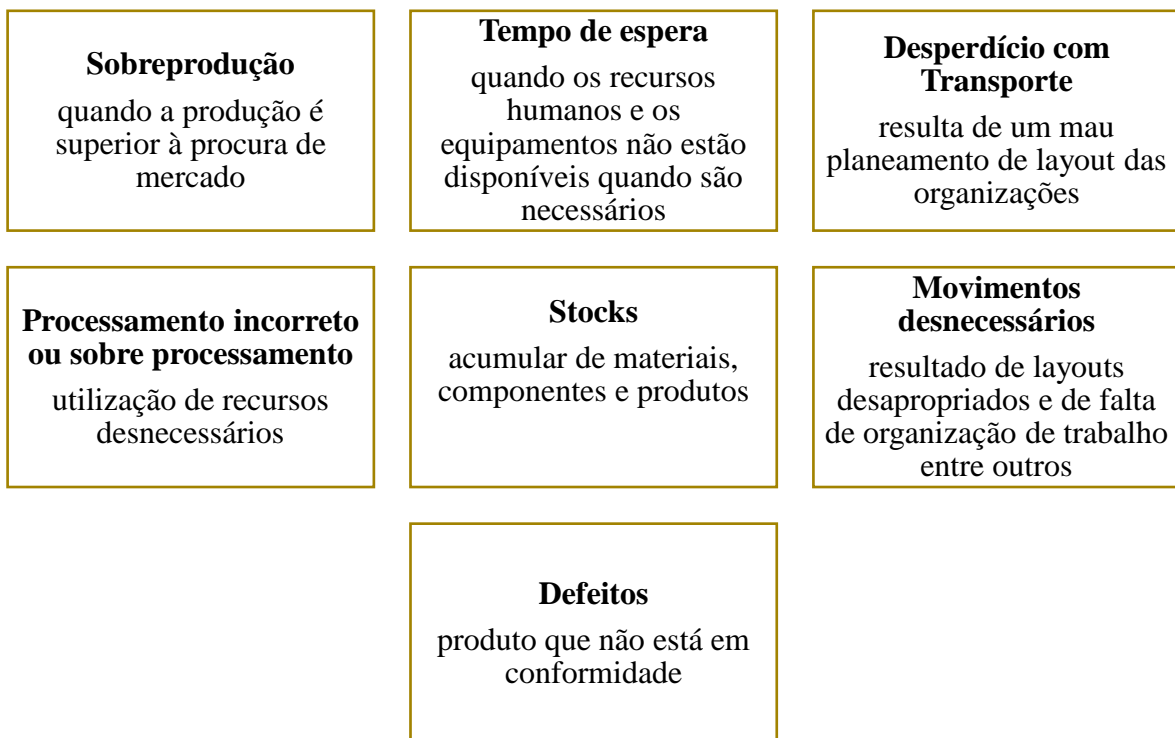 Sobreprodução
quando a produção é
superior à procura de
mercado
Tempo de espera
quando os recursos
humanos e os
equipamentos não estão
disponíveis quando são
necessários
Desperdício com
Transporte
resulta de um mau
planeamento de layout das
organizações
Processamento incorreto
ou sobre processamento
utilização de recursos
desnecessários
Stocks
acumular de materiais,
componentes e produtos
Movimentos
desnecessários
resultado de layouts
desapropriados e de falta
de organização de trabalho
entre outros
Defeitos
produto que não está em
conformidade